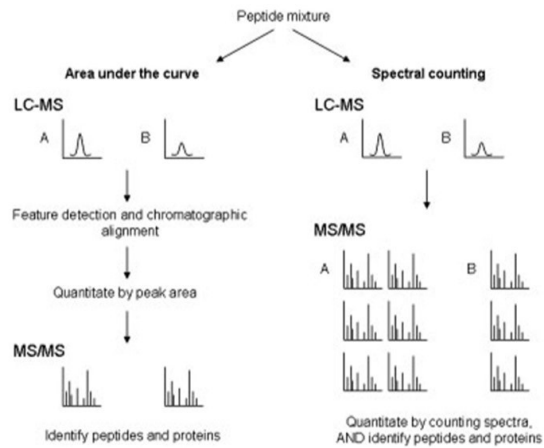 Peptide mixture
Area under the curve
LC-MS
A
B
Feature detection and chromatographic
alignment
Quantitate by peak area
MS/MS
Identify peptides and proteins
Spectral counting
LC-MS
A
B
MS/MS
A
B
Quantitate by counting spectra,
AND identify peptides and proteins